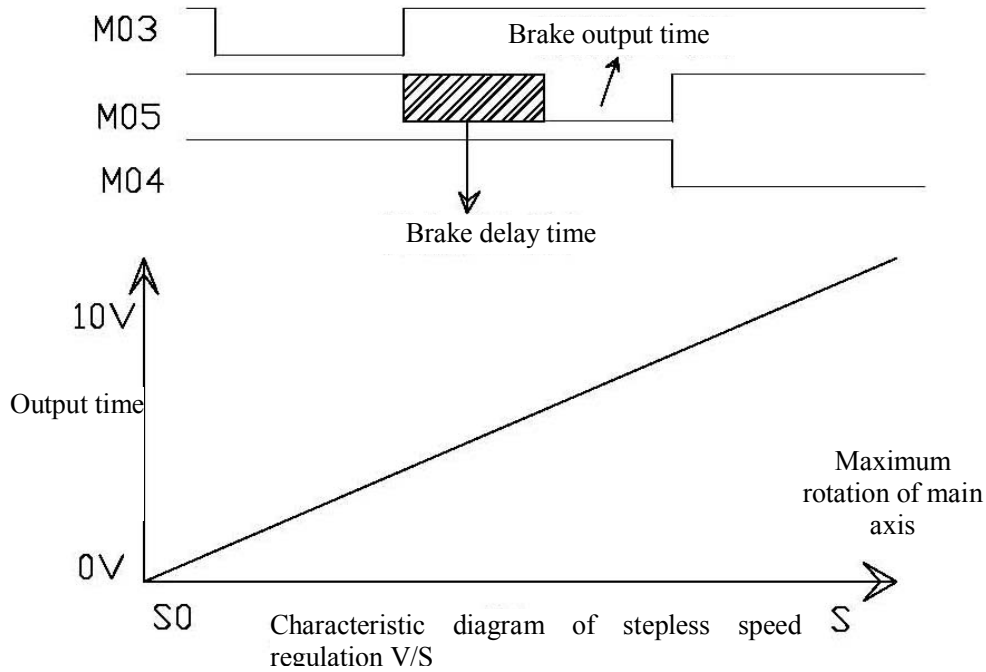 M03
Brake output time
M05
M04
Brake delay time
10V
Output time
Maximum
rotation of main
axis
0V
S0
S
Characteristic diagram of stepless speed
regulation V/S